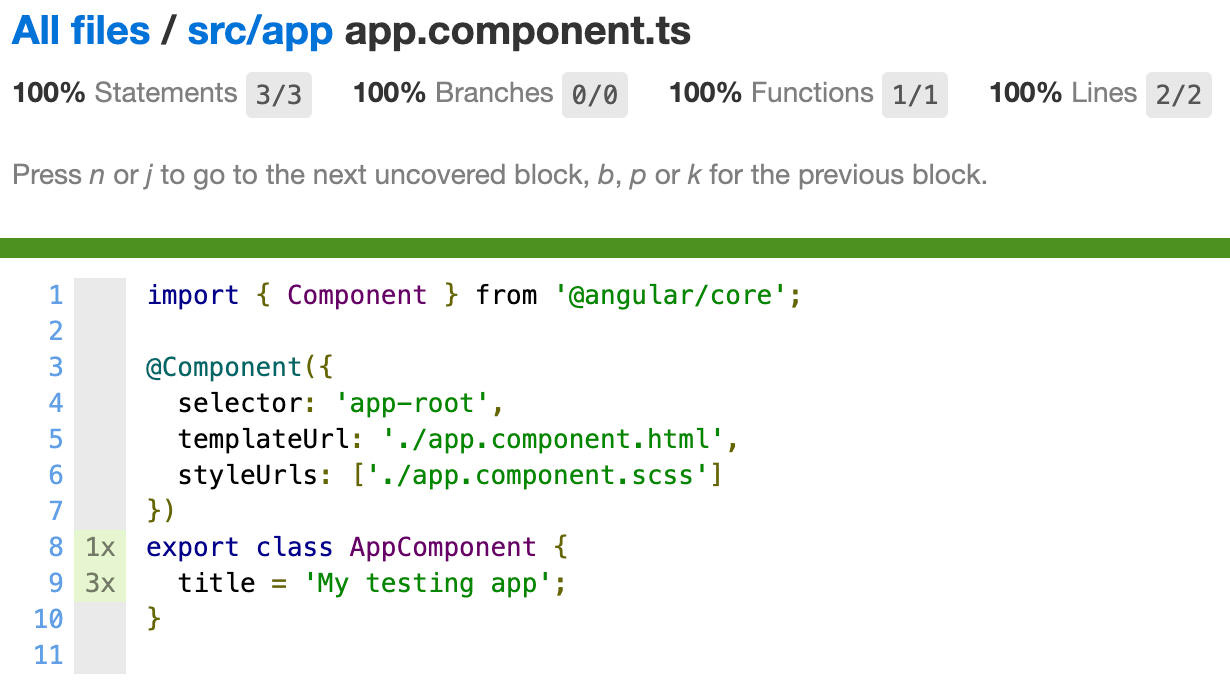 All files / src/app app.component.ts
100% Statements 3/3 100% Branches 0/0 100% Functions 1/1 100% Lines 2/2
Press n or j to go to the next uncovered block, b, p or k for the previous block.
1 import { Component } from '@angular/core';
2
3 @Component({
4 selector: 'app-root',
5 templateUrl: './app.component.html',
6 styleUrls: ['./app.component.scss']
7 })
8 1x export class AppComponent {
9 3x title = 'My testing app';
10 }
11